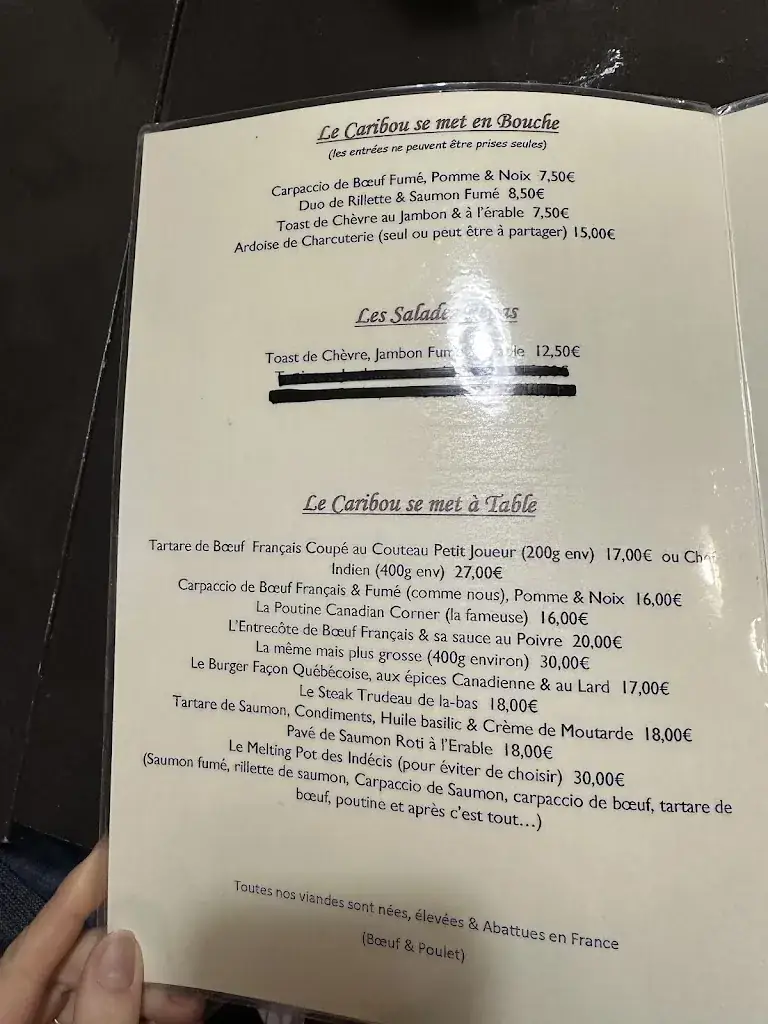 Le Caribou se met en Bouche
(les entrées ne peuvent être prises seules)
Carpaccio de Bœuf Fumé, Pomme & Noix 7,50€
Duo de Rillette & Saumon Fumé 8,50€
Toast de Chèvre au Jambon & à l'érable 7,50€
Ardoise de Charcuterie (seul ou peut être à partager) 15,00€
Les
Toast de Chèvre, Jambon 12,50€
Le Caribou se met à Table
Tartare de Bœuf Français Coupé au Couteau Petit Joueur (200g env) 17,00€ ou
Indien (400g env) 27,00€
Carpaccio de Bœuf Français & Fumé (comme nous), Pomme & Noix 16,00€
La Poutine Canadian Corner (la fameuse) 16,00€
L'Entrecôte de Bœuf Français & sa sauce au Poivre 20,00€
La même mais plus grosse (400g environ) 30,00€
Le Burger Façon Québécoise, aux épices Canadienne & au Lard 17,00€
Le Steak Trudeau de la-bas 18,00€
Tartare de Saumon, Condiments, Huile basilic & Crème de Moutarde 18,00€
Pavé de Saumon Roti à l'Erable 18,00€
Le Melting Pot des Indécis (pour éviter de choisir) 30,00€
(Saumon fumé, rillette de saumon, Carpaccio de Saumon, carpaccio de bœuf, tartare de
bœuf, poutine et après c'est tout...)
Toutes nos viandes sont nées, élevées & Abattues en France
(Bœuf & Poulet)